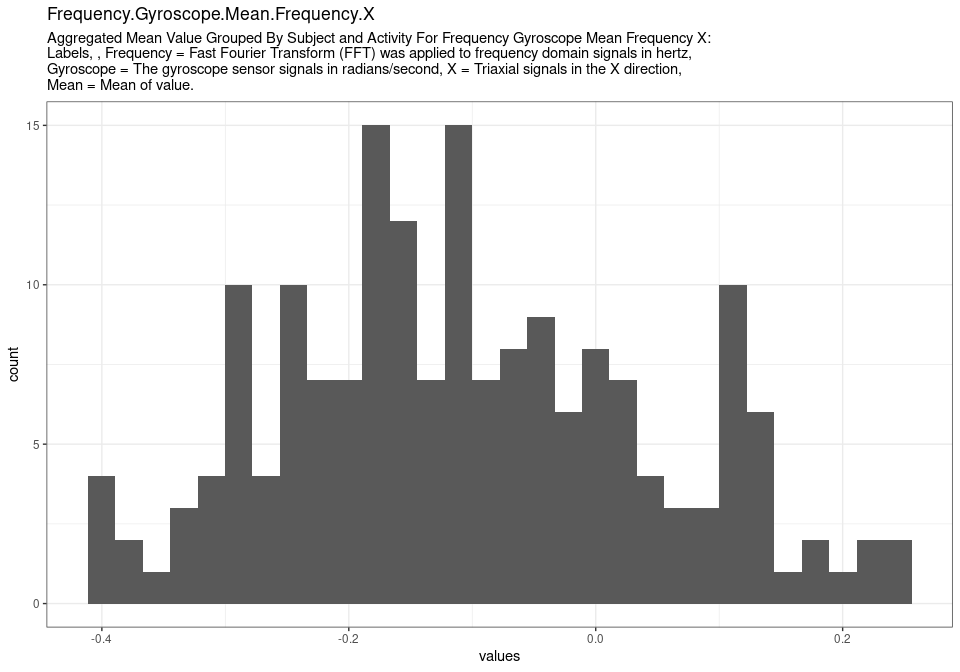 Frequency.Gyroscope.Mean.Frequency.X
Aggregated Mean Value Grouped By Subject and Activity For Frequency Gyroscope Mean Frequency X:
Labels, , Frequency = Fast Fourier Transform (FFT) was applied to frequency domain signals in hertz,
Gyroscope = The gyroscope sensor signals in radians/second, X = Triaxial signals in the X direction,
Mean = Mean of value.
15
10
5
0
count
-0.4
-0.2
0.0
0.2
values